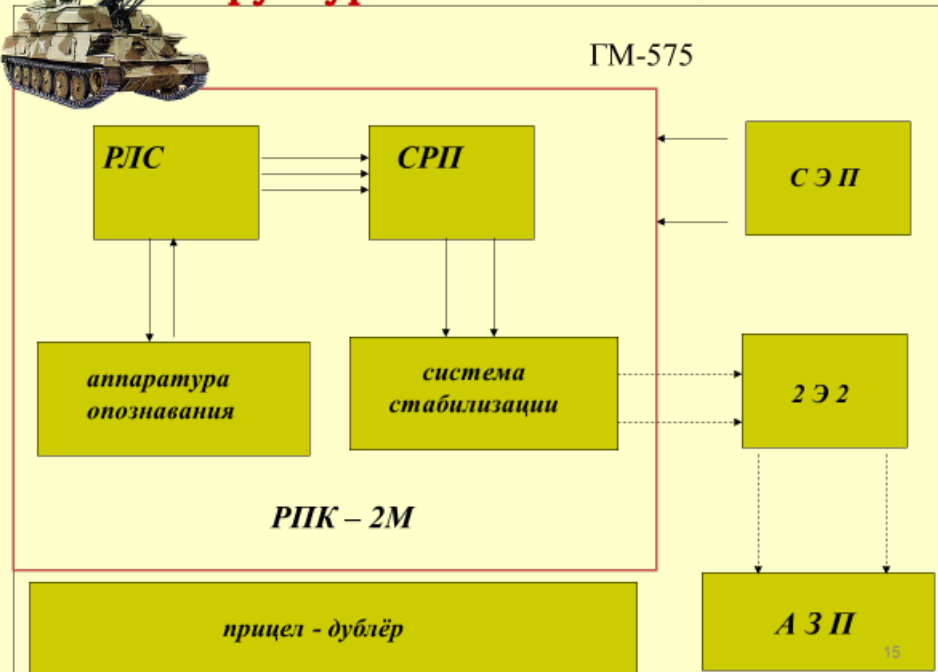 ГМ-575
РЛС
СРП
С Э П
аппаратура
опознавания
система
стабилизации
2 Э 2
РПК – 2М
прицел - дублёр
А З П
15